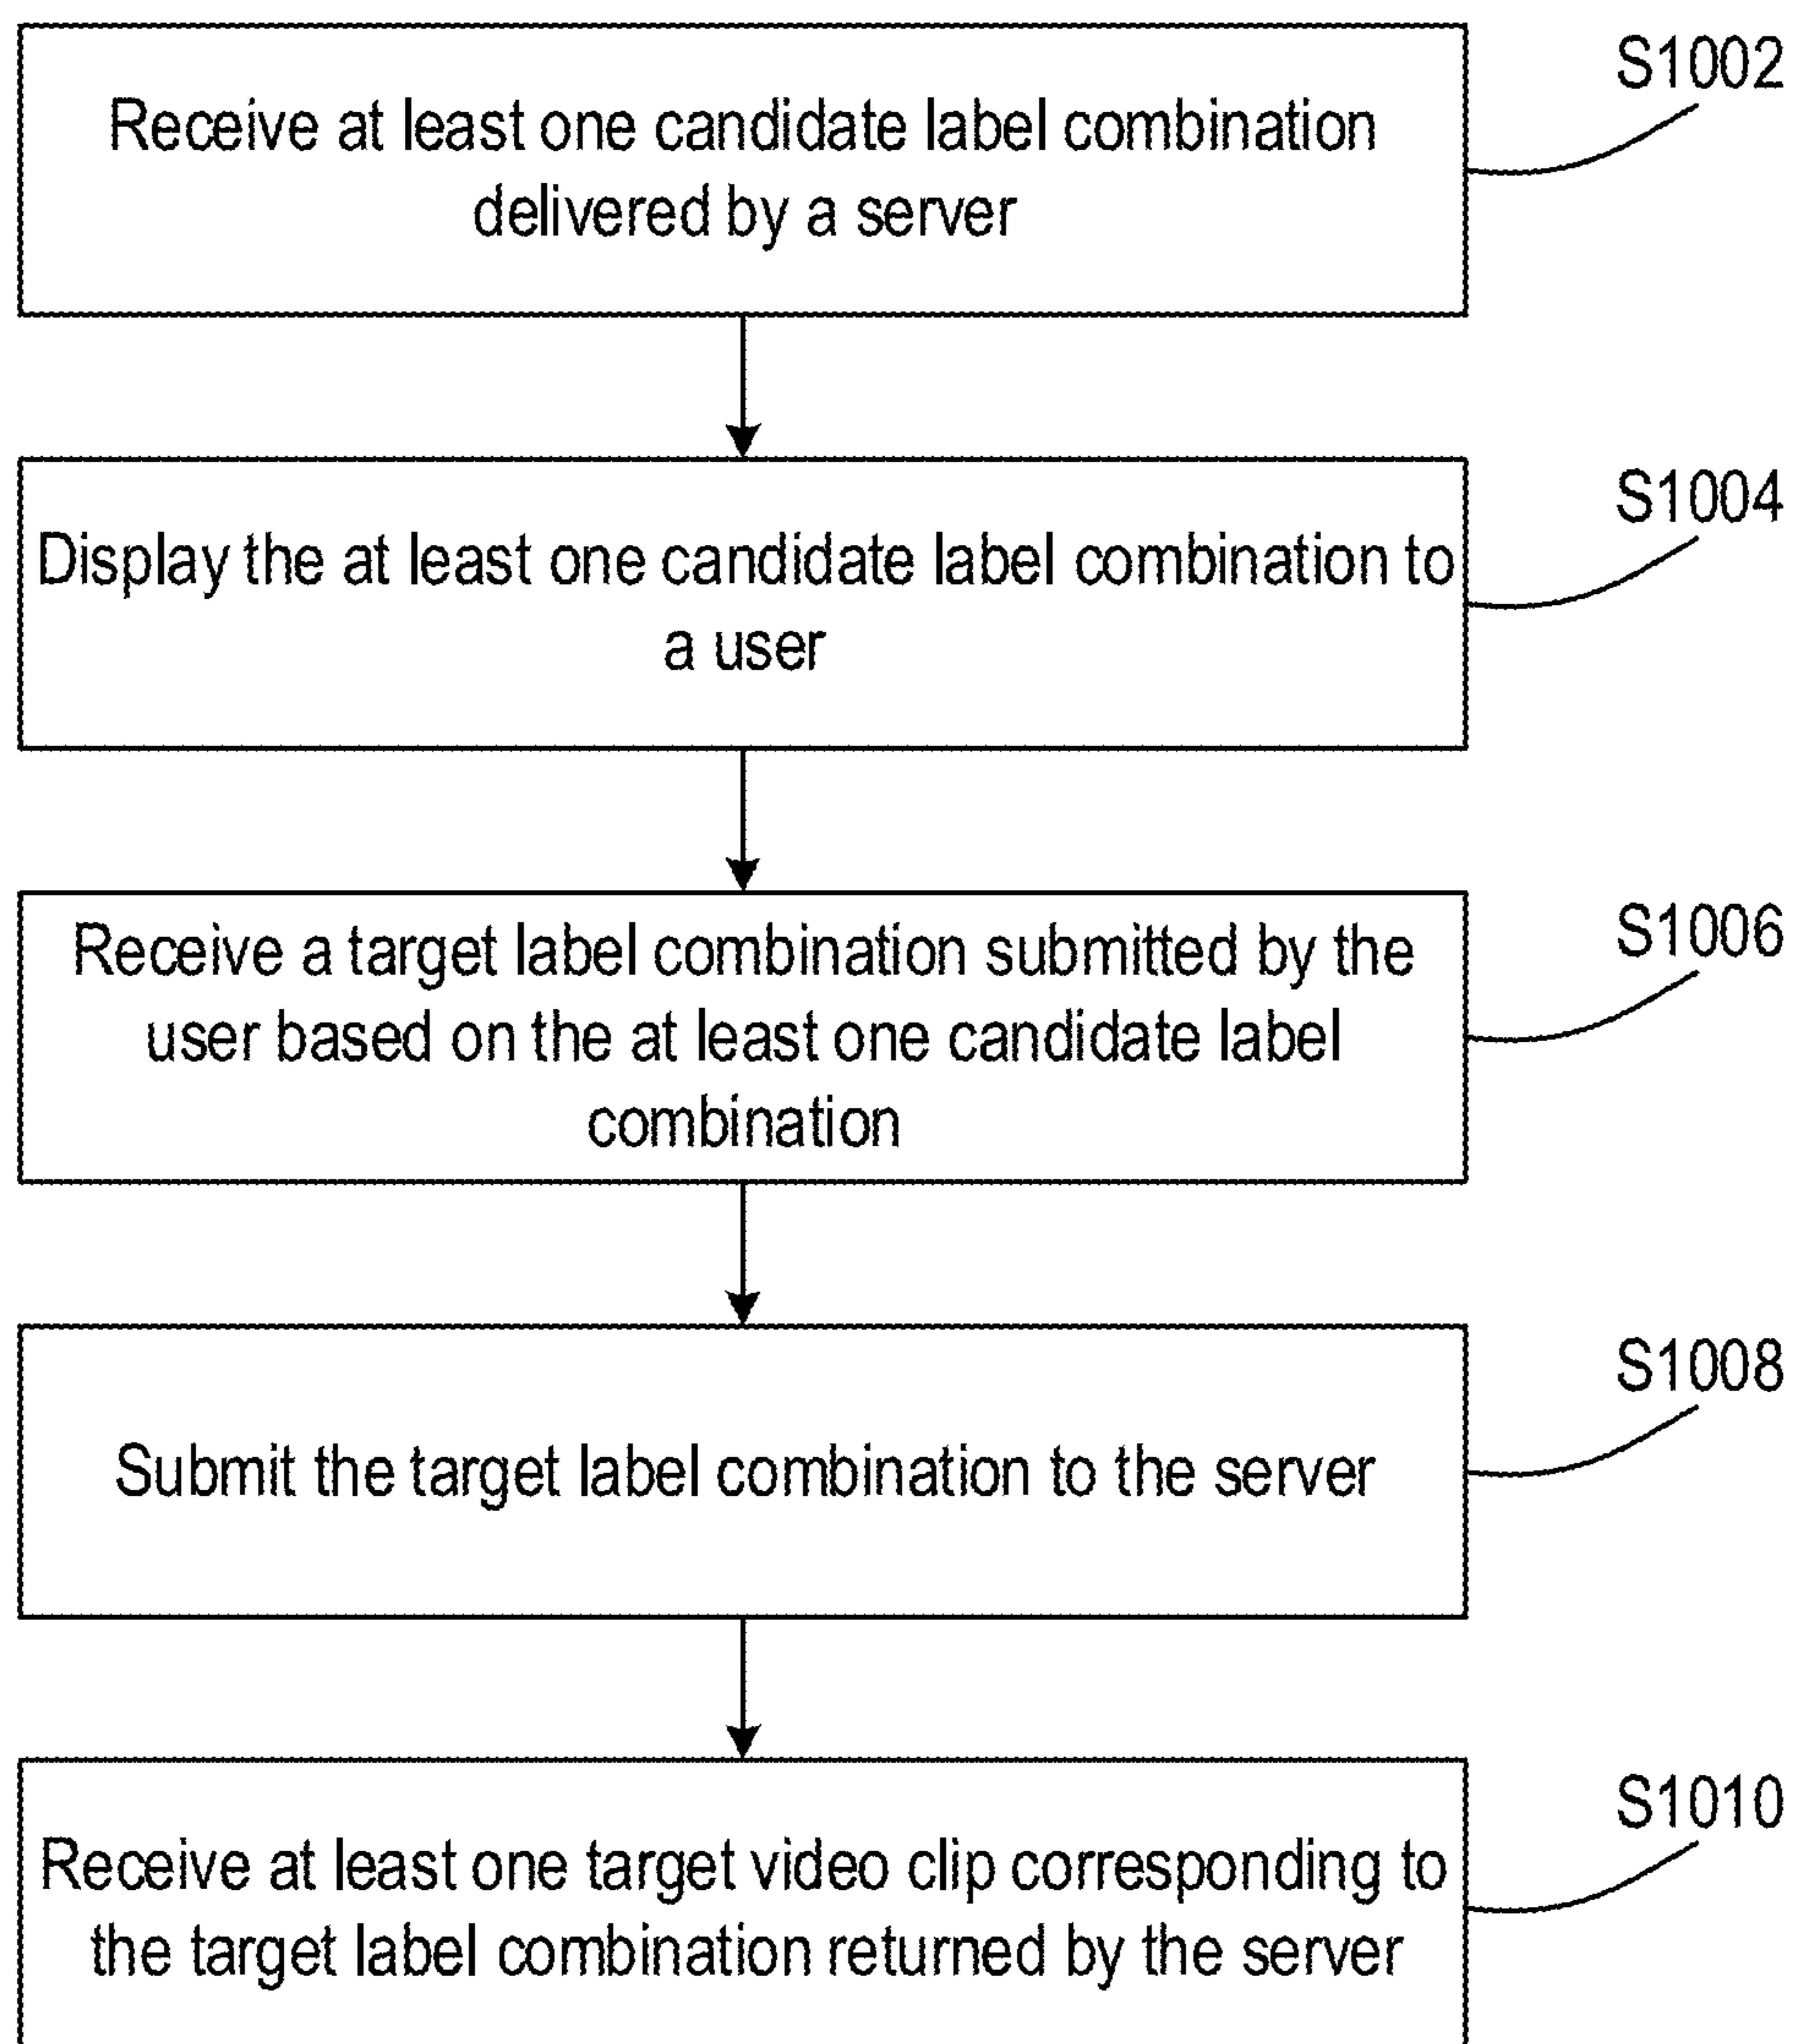 S1002
Receive at least one candidate label combination
delivered by a server
S1004
Display the at least one candidate label combination to
a user
S1006
Receive a target label combination submitted by the
user based on the at least one candidate label
combination
S1008
Submit the target label combination to the server
S1010
Receive at least one target video clip corresponding to
the target label combination returned by the server